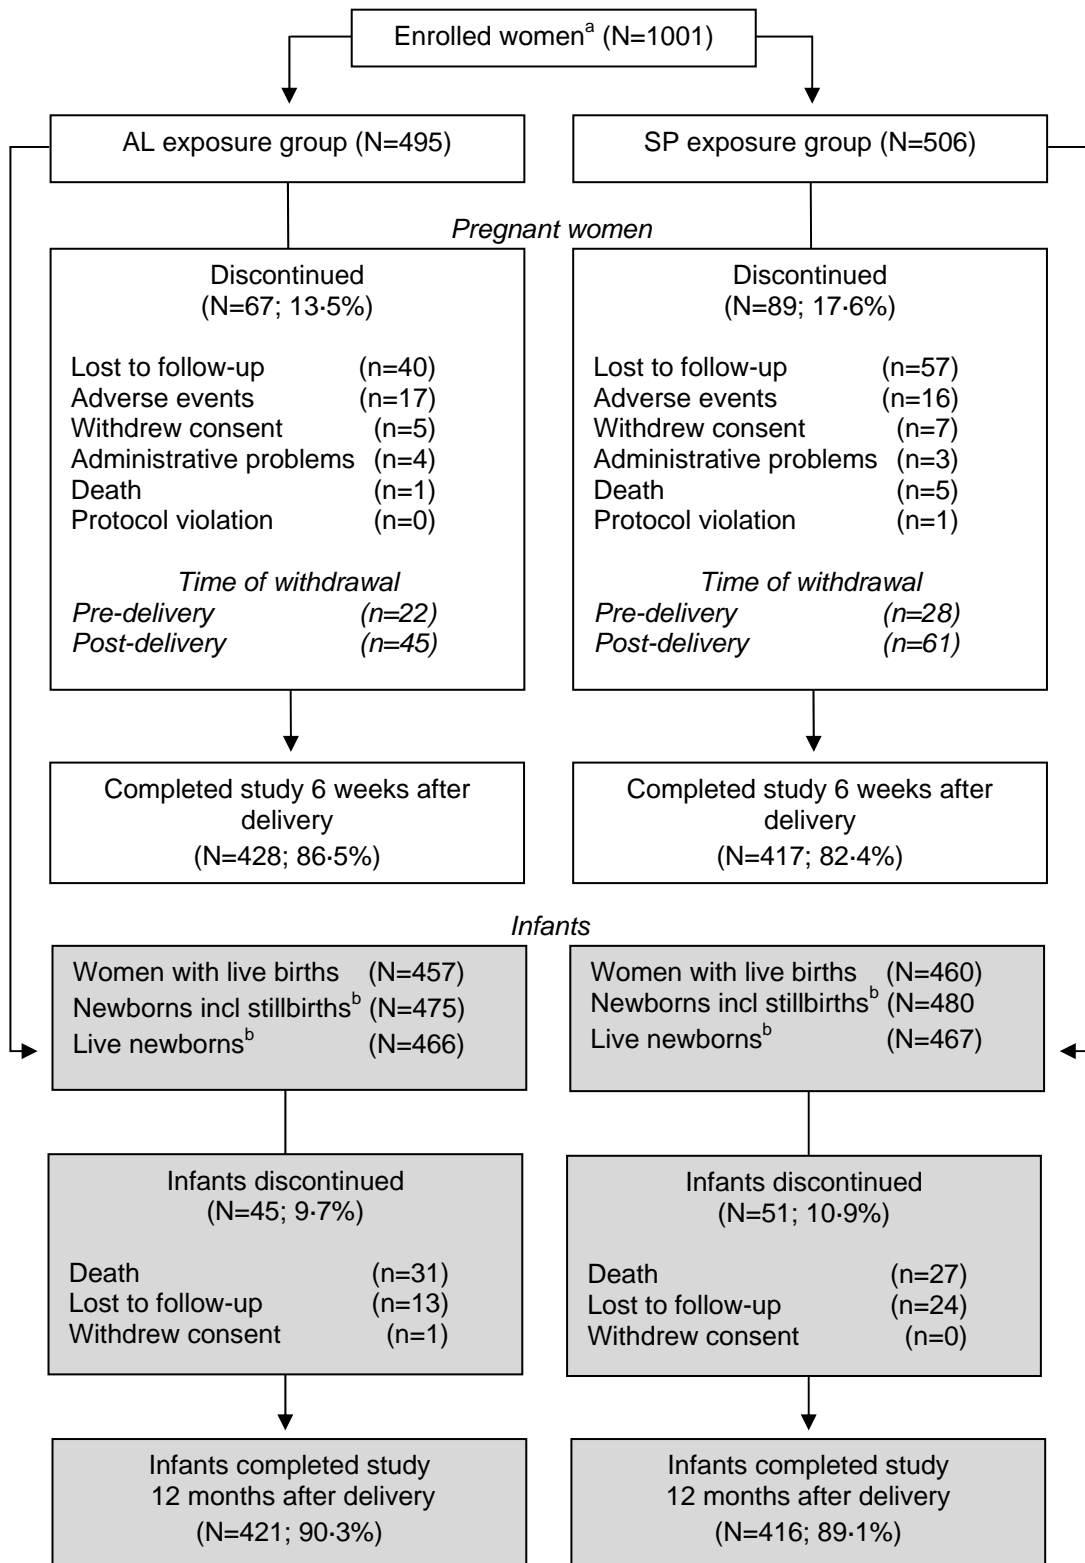 Enrolled womenᵃ (N=1001)
AL exposure group (N=495)
SP exposure group (N=506)
Pregnant women
Discontinued
(N=67; 13·5%)
Lost to follow-up (n=40)
Adverse events (n=17)
Withdrew consent (n=5)
Administrative problems (n=4)
Death (n=1)
Protocol violation (n=0)
Time of withdrawal
Pre-delivery (n=22)
Post-delivery (n=45)
Discontinued
(N=89; 17·6%)
Lost to follow-up (n=57)
Adverse events (n=16)
Withdrew consent (n=7)
Administrative problems (n=3)
Death (n=5)
Protocol violation (n=1)
Time of withdrawal
Pre-delivery (n=28)
Post-delivery (n=61)
Completed study 6 weeks after
delivery
(N=428; 86·5%)
Completed study 6 weeks after
delivery
(N=417; 82·4%)
Infants
Women with live births (N=457)
Newborns incl stillbirthsᵇ (N=475)
Live newbornsᵇ (N=466)
Women with live births (N=460)
Newborns incl stillbirthsᵇ (N=480
Live newbornsᵇ (N=467)
Infants discontinued
(N=45; 9·7%)
Death (n=31)
Lost to follow-up (n=13)
Withdrew consent (n=1)
Infants discontinued
(N=51; 10·9%)
Death (n=27)
Lost to follow-up (n=24)
Withdrew consent (n=0)
Infants completed study
12 months after delivery
(N=421; 90·3%)
Infants completed study
12 months after delivery
(N=416; 89·1%)